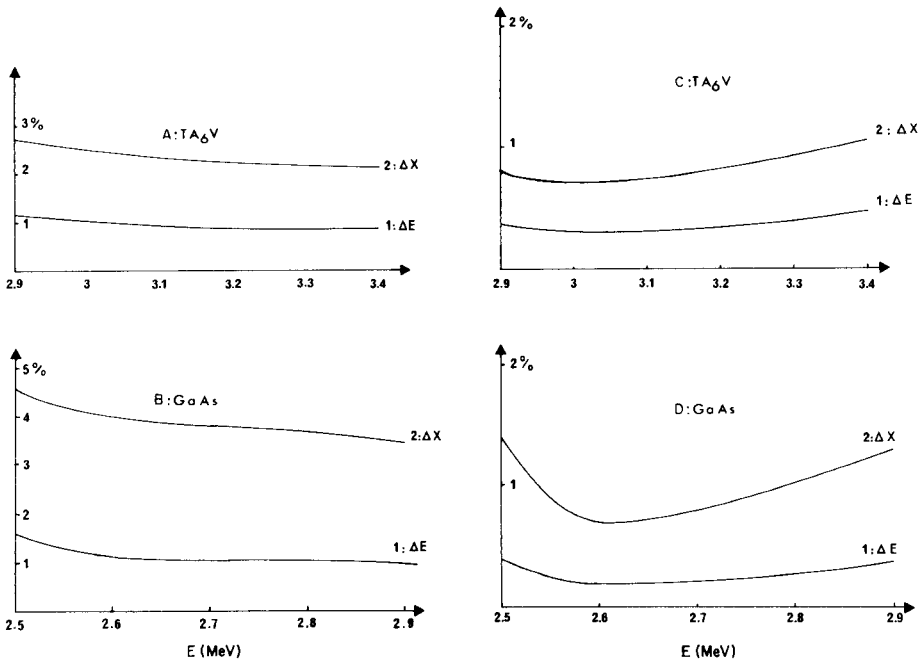 3%
A:TA6V
2
2:ΔX
1
1:ΔE
2.9 3 3.1 3.2 3.3 3.4
2%
C:TA6V
1
2:ΔX
1:ΔE
2.9 3 3.1 3.2 3.3 3.4
5%
B:GaAs
4
2:ΔX
3
2
1:ΔE
1
2.5 2.6 2.7 2.8 2.9
E (MeV)
2%
D:GaAs
2:ΔX
1
1:ΔE
2.5 2.6 2.7 2.8 2.9
E (MeV)